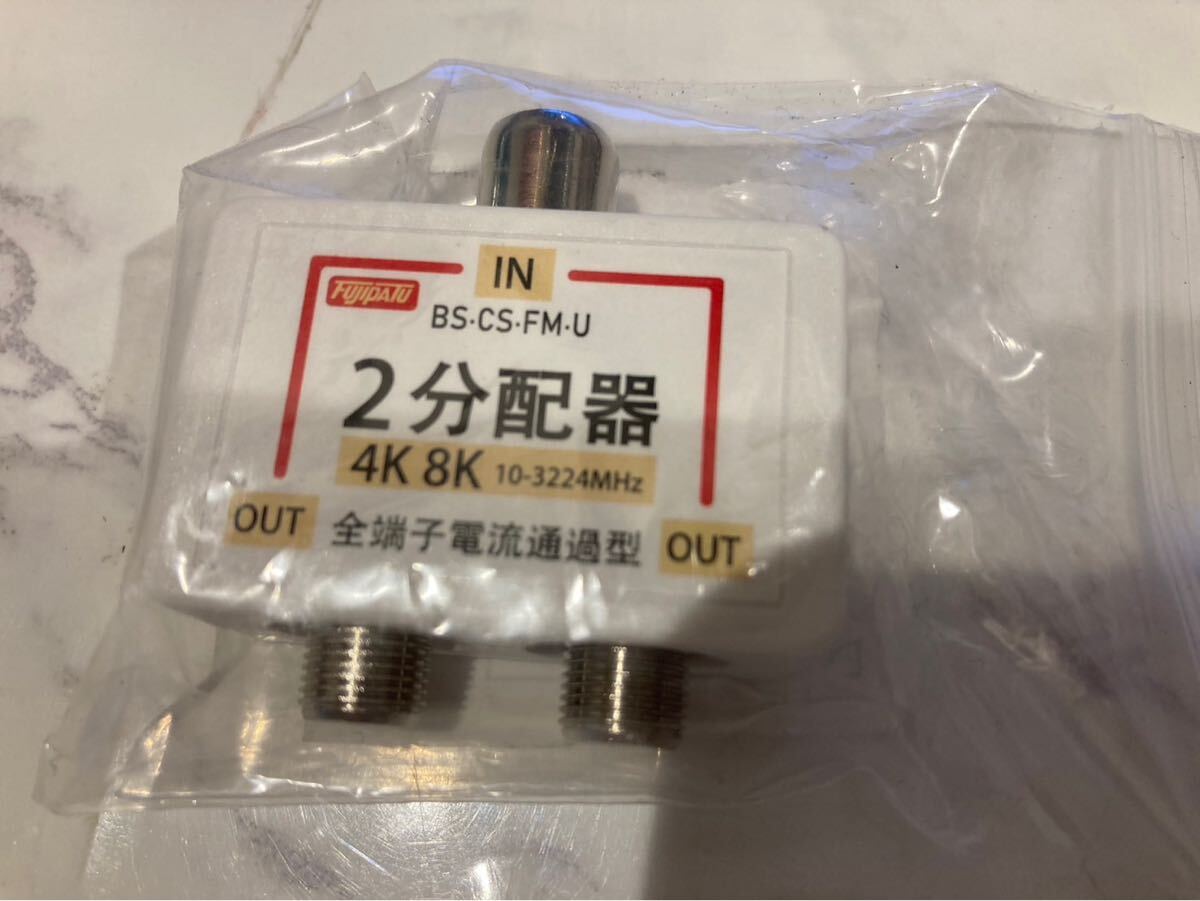 IN
FUJIPATU
BS・CS・FM・U
2分配器
4K 8K 10-3224MHz
OUT 全端子電流通過型 OUT